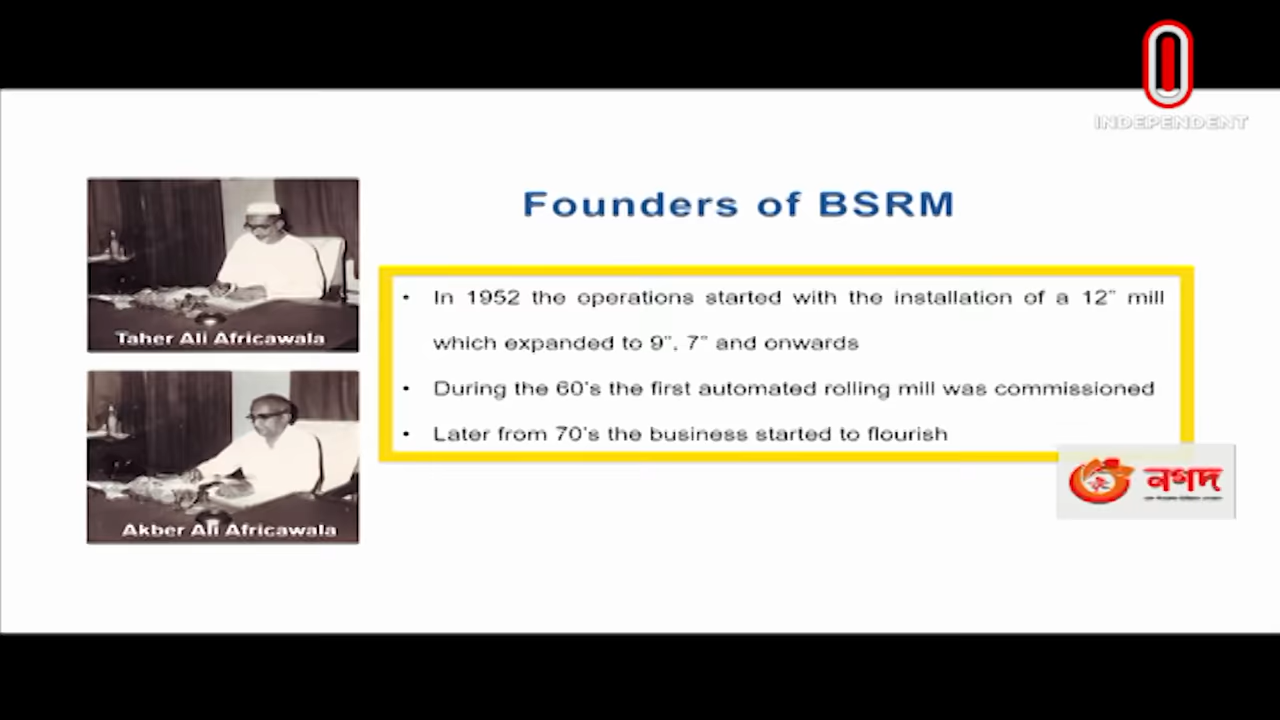 INDEPENDENT
Founders of BSRM
Taher Ali Africawala
Akber Ali Africawala
• In 1952 the operations started with the installation of a 12” mill
which expanded to 9”, 7” and onwards
• During the 60’s the first automated rolling mill was commissioned
• Later from 70’s the business started to flourish
নগদ